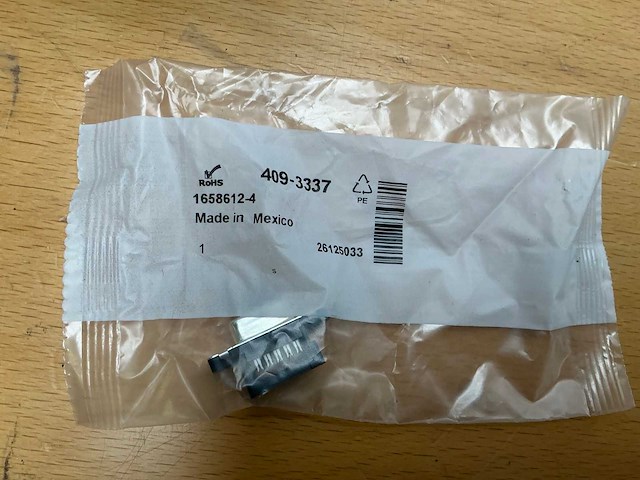 RoHS
409-3337
PE
1658612-4
Made in Mexico
1
26125033
s